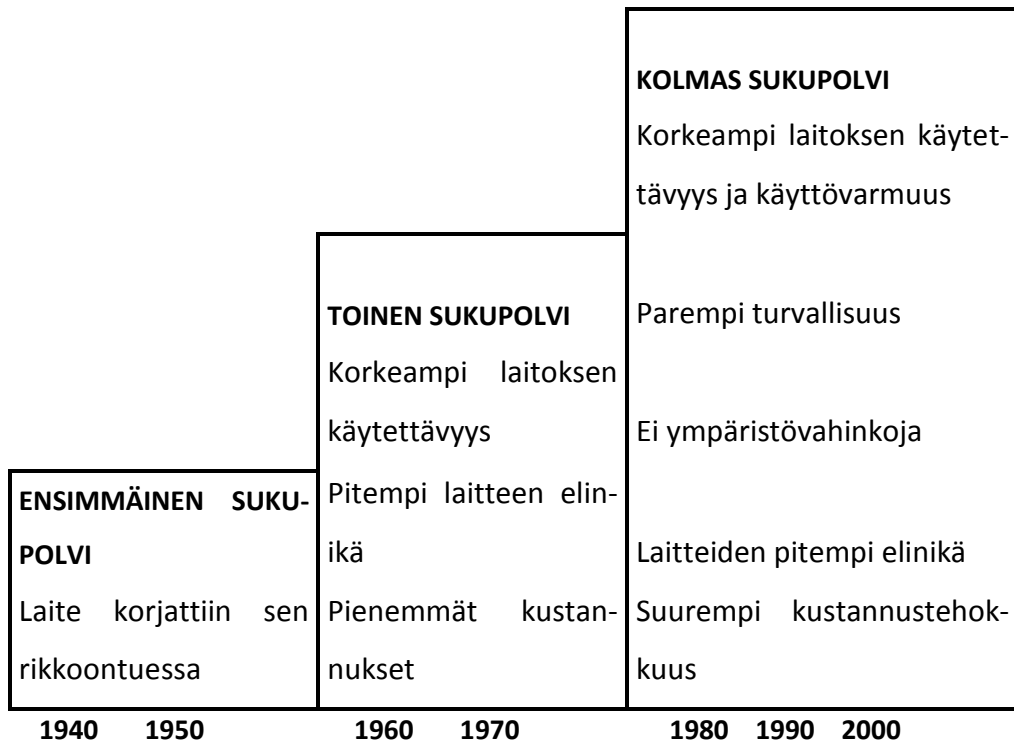 KOLMAS SUKUPOLVI
Korkeampi laitoksen käytet-
tävyys ja käyttövarmuus
Parempi turvallisuus
Ei ympäristövahinkoja
Laitteiden pitempi elinikä
Suurempi kustannustehok-
kuus
TOINEN SUKUPOLVI
Korkeampi laitoksen
käytettävyys
Pitempi laitteen elin-
ikä
Pienemmät kustan-
nukset
ENSIMMÄINEN SUKU-
POLVI
Laite korjattiin sen
rikkoontuessa
1940 1950 1960 1970 1980 1990 2000